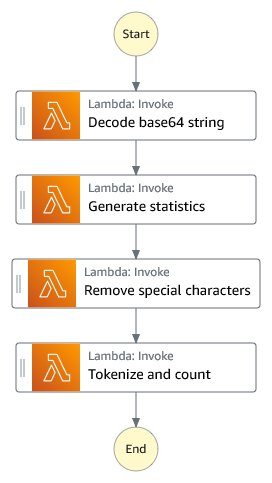 Start
Lambda: Invoke
Decode base64 string
Lambda: Invoke
Generate statistics
Lambda: Invoke
Remove special characters
Lambda: Invoke
Tokenize and count
End